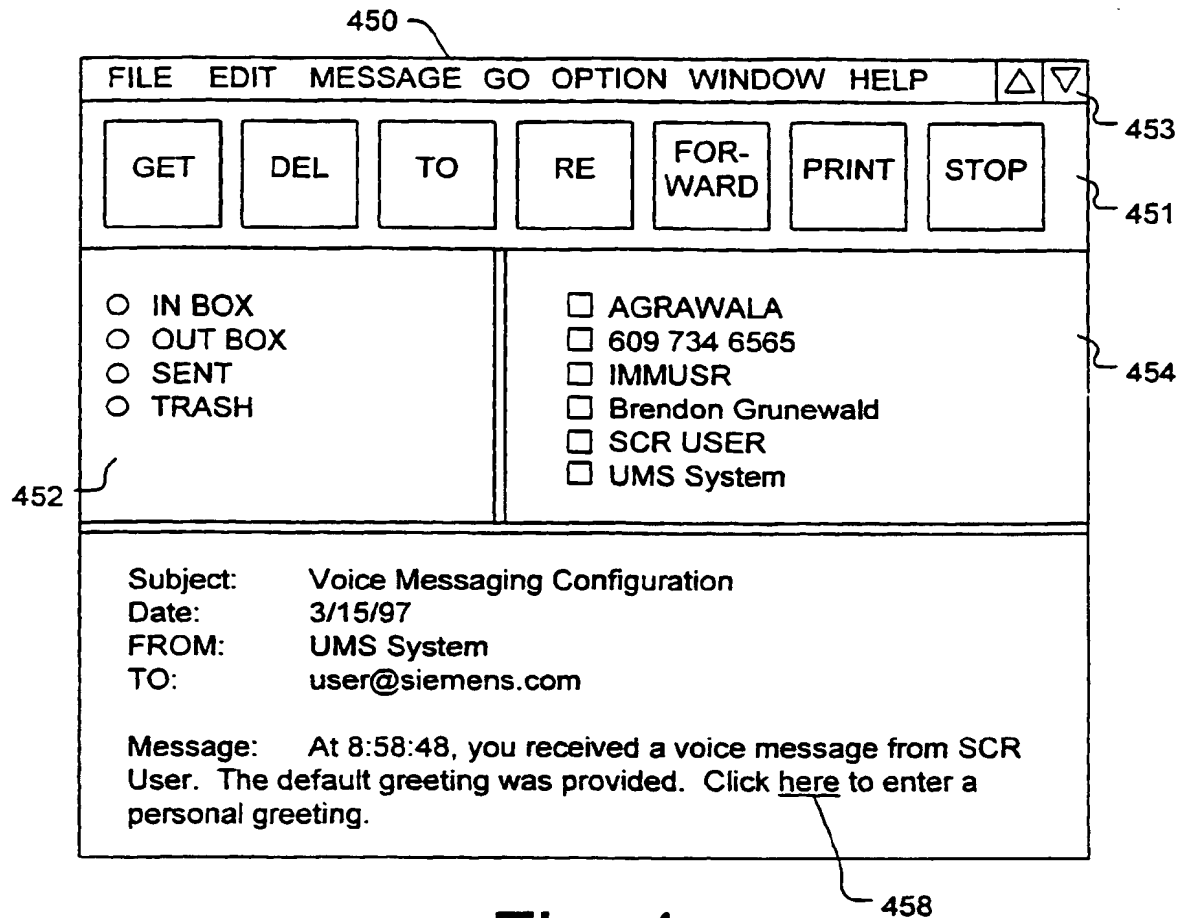 450
FILE EDIT MESSAGE GO OPTION WINDOW HELP
453
GET DEL TO RE FOR-WARD PRINT STOP
451
IN BOX
OUT BOX
SENT
TRASH
452
AGRAWALA
609 734 6565
IMMUSR
Brendon Grunewald
SCR USER
UMS System
454
Subject: Voice Messaging Configuration
Date: 3/15/97
FROM: UMS System
TO: user@siemens.com
Message: At 8:58:48, you received a voice message from SCR
User. The default greeting was provided. Click here to enter a
personal greeting.
458